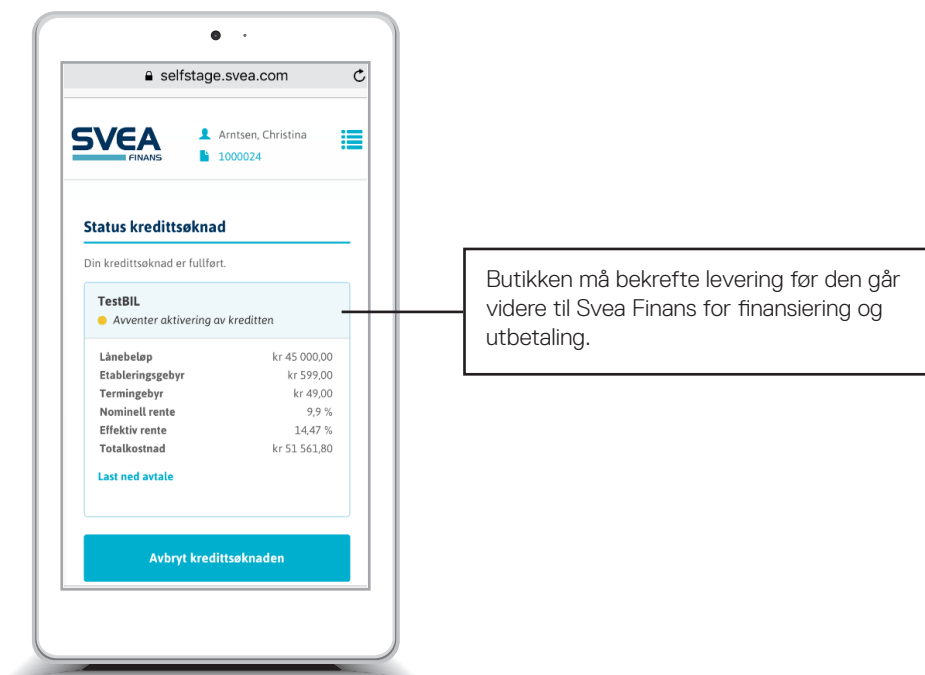 selfstage.svea.com
SVEA
FINANS
Arntsen, Christina
1000024
Status kredittsøknad
Din kredittsøknad er fullført.
TestBIL
Avventer aktivering av kreditten
Lånebeløp kr 45 000,00
Etableringsgebyr kr 599,00
Termingebyr kr 49,00
Nominell rente 9,9 %
Effektiv rente 14,47 %
Totalkostnad kr 51 561,80
Last ned avtale
Avbryt kredittsøknaden
Butikken må bekrefte levering før den går
videre til Svea Finans for finansiering og
utbetaling.